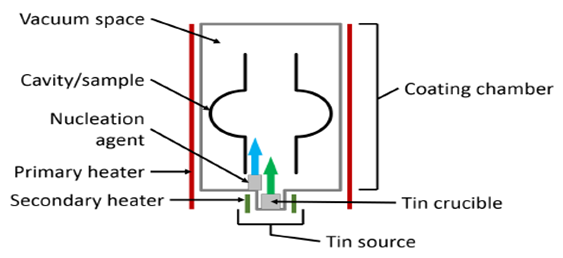 Vacuum space
Cavity/sample
Nucleation
agent
Primary heater
Secondary heater
Coating chamber
Tin crucible
Tin source